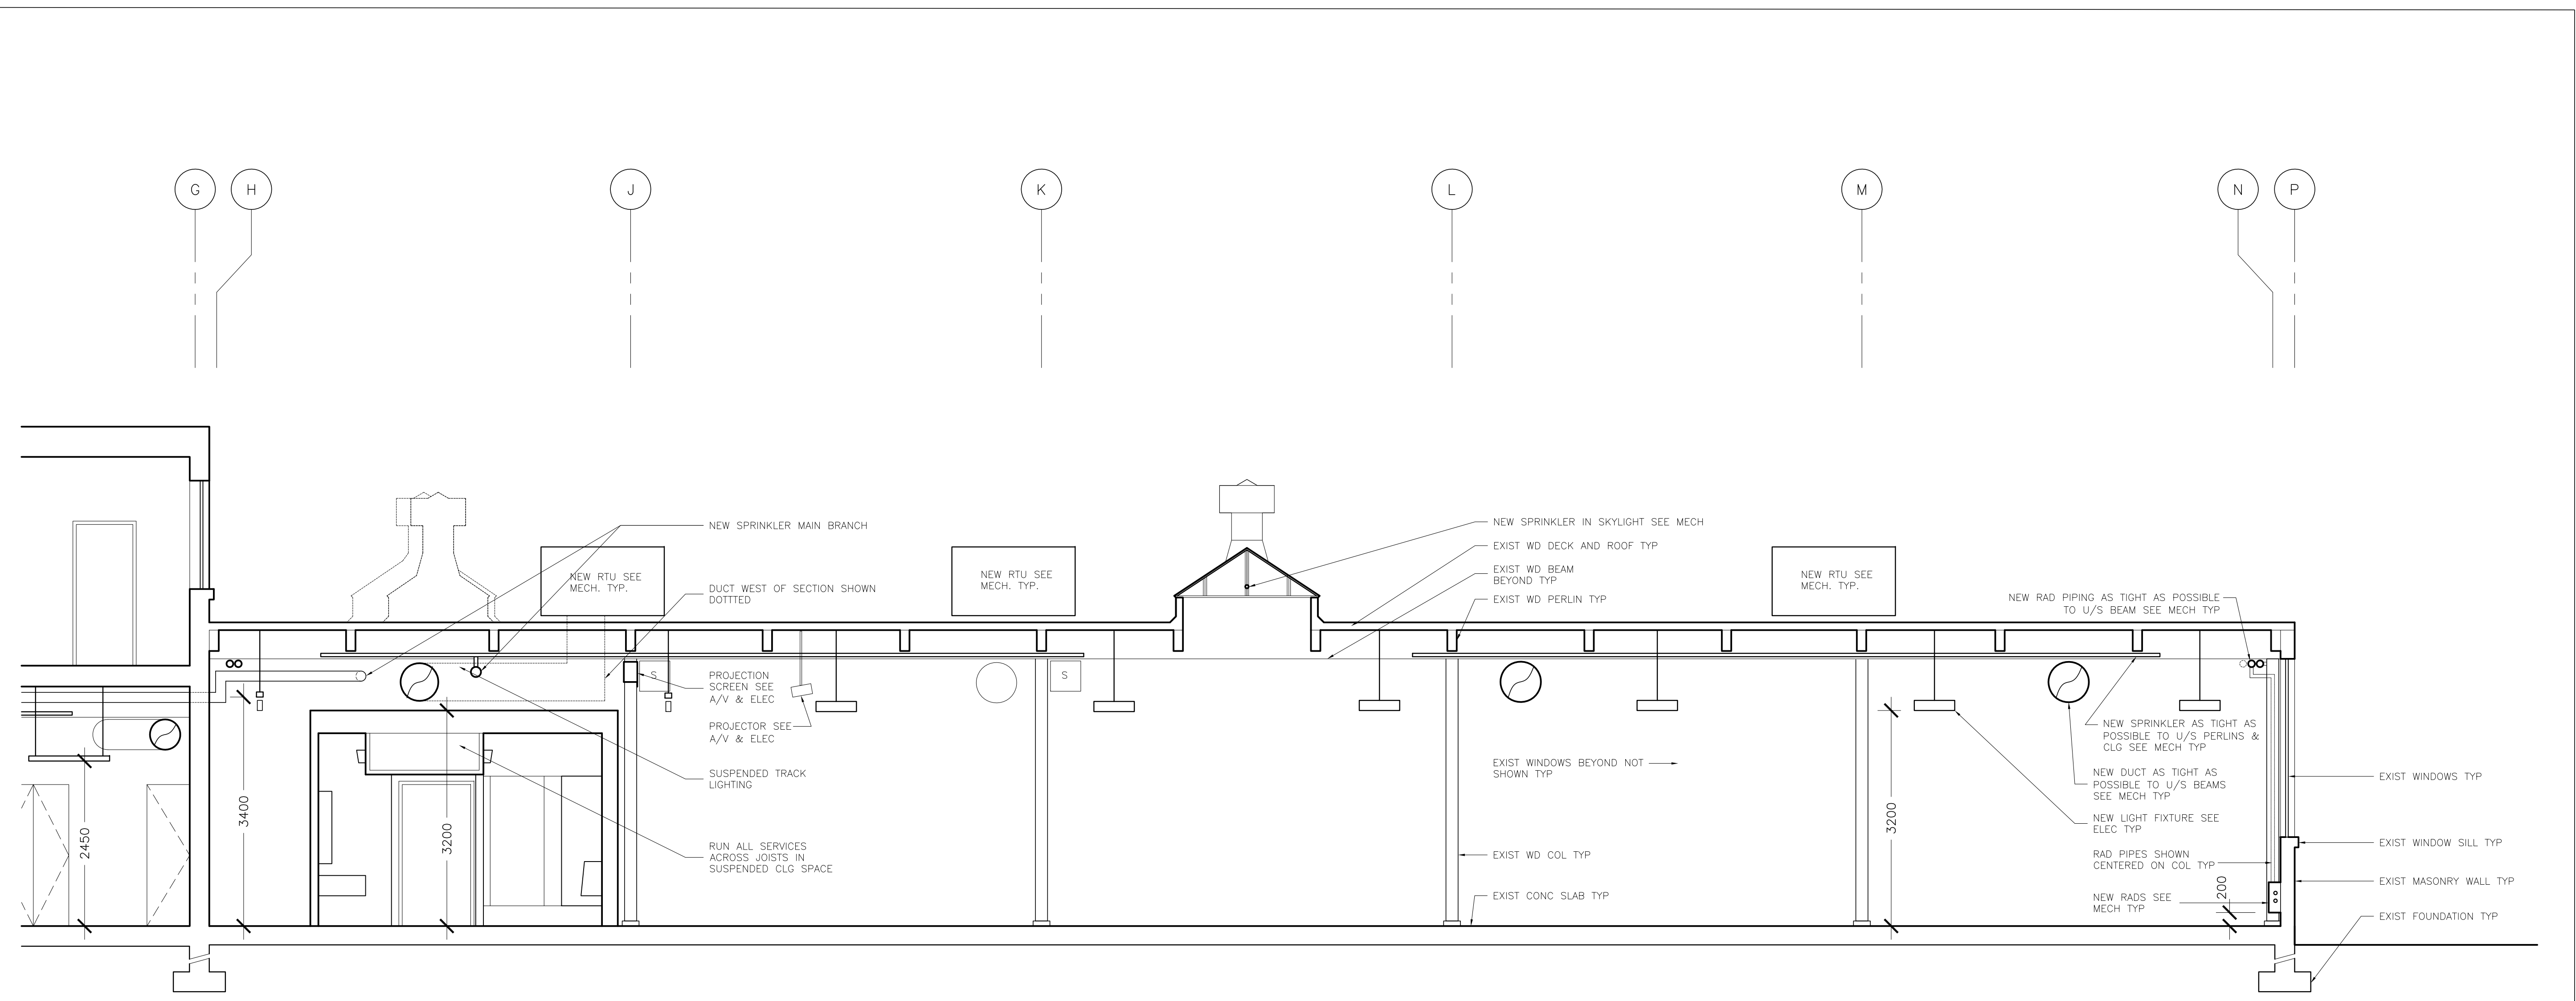 G
H
J
K
L
M
N
P
NEW SPRINKLER MAIN BRANCH
NEW RTU SEE
MECH. TYP.
DUCT WEST OF SECTION SHOWN
DOTTTED
NEW RTU SEE
MECH. TYP.
NEW SPRINKLER IN SKYLIGHT SEE MECH
EXIST WD DECK AND ROOF TYP
EXIST WD BEAM
BEYOND TYP
EXIST WD PERLIN TYP
NEW RTU SEE
MECH. TYP.
NEW RAD PIPING AS TIGHT AS POSSIBLE
TO U/S BEAM SEE MECH TYP
S
PROJECTION
SCREEN SEE
A/V & ELEC
S
PROJECTOR SEE
A/V & ELEC
SUSPENDED TRACK
LIGHTING
RUN ALL SERVICES
ACROSS JOISTS IN
SUSPENDED CLG SPACE
EXIST WINDOWS BEYOND NOT
SHOWN TYP
EXIST WD COL TYP
EXIST CONC SLAB TYP
NEW SPRINKLER AS TIGHT AS
POSSIBLE TO U/S PERLINS &
CLG SEE MECH TYP
NEW DUCT AS TIGHT AS
POSSIBLE TO U/S BEAMS
SEE MECH TYP
NEW LIGHT FIXTURE SEE
ELEC TYP
RAD PIPES SHOWN
CENTERED ON COL TYP
NEW RADS SEE
MECH TYP
EXIST WINDOWS TYP
EXIST WINDOW SILL TYP
EXIST MASONRY WALL TYP
EXIST FOUNDATION TYP
2450
3400
3200
3200
200